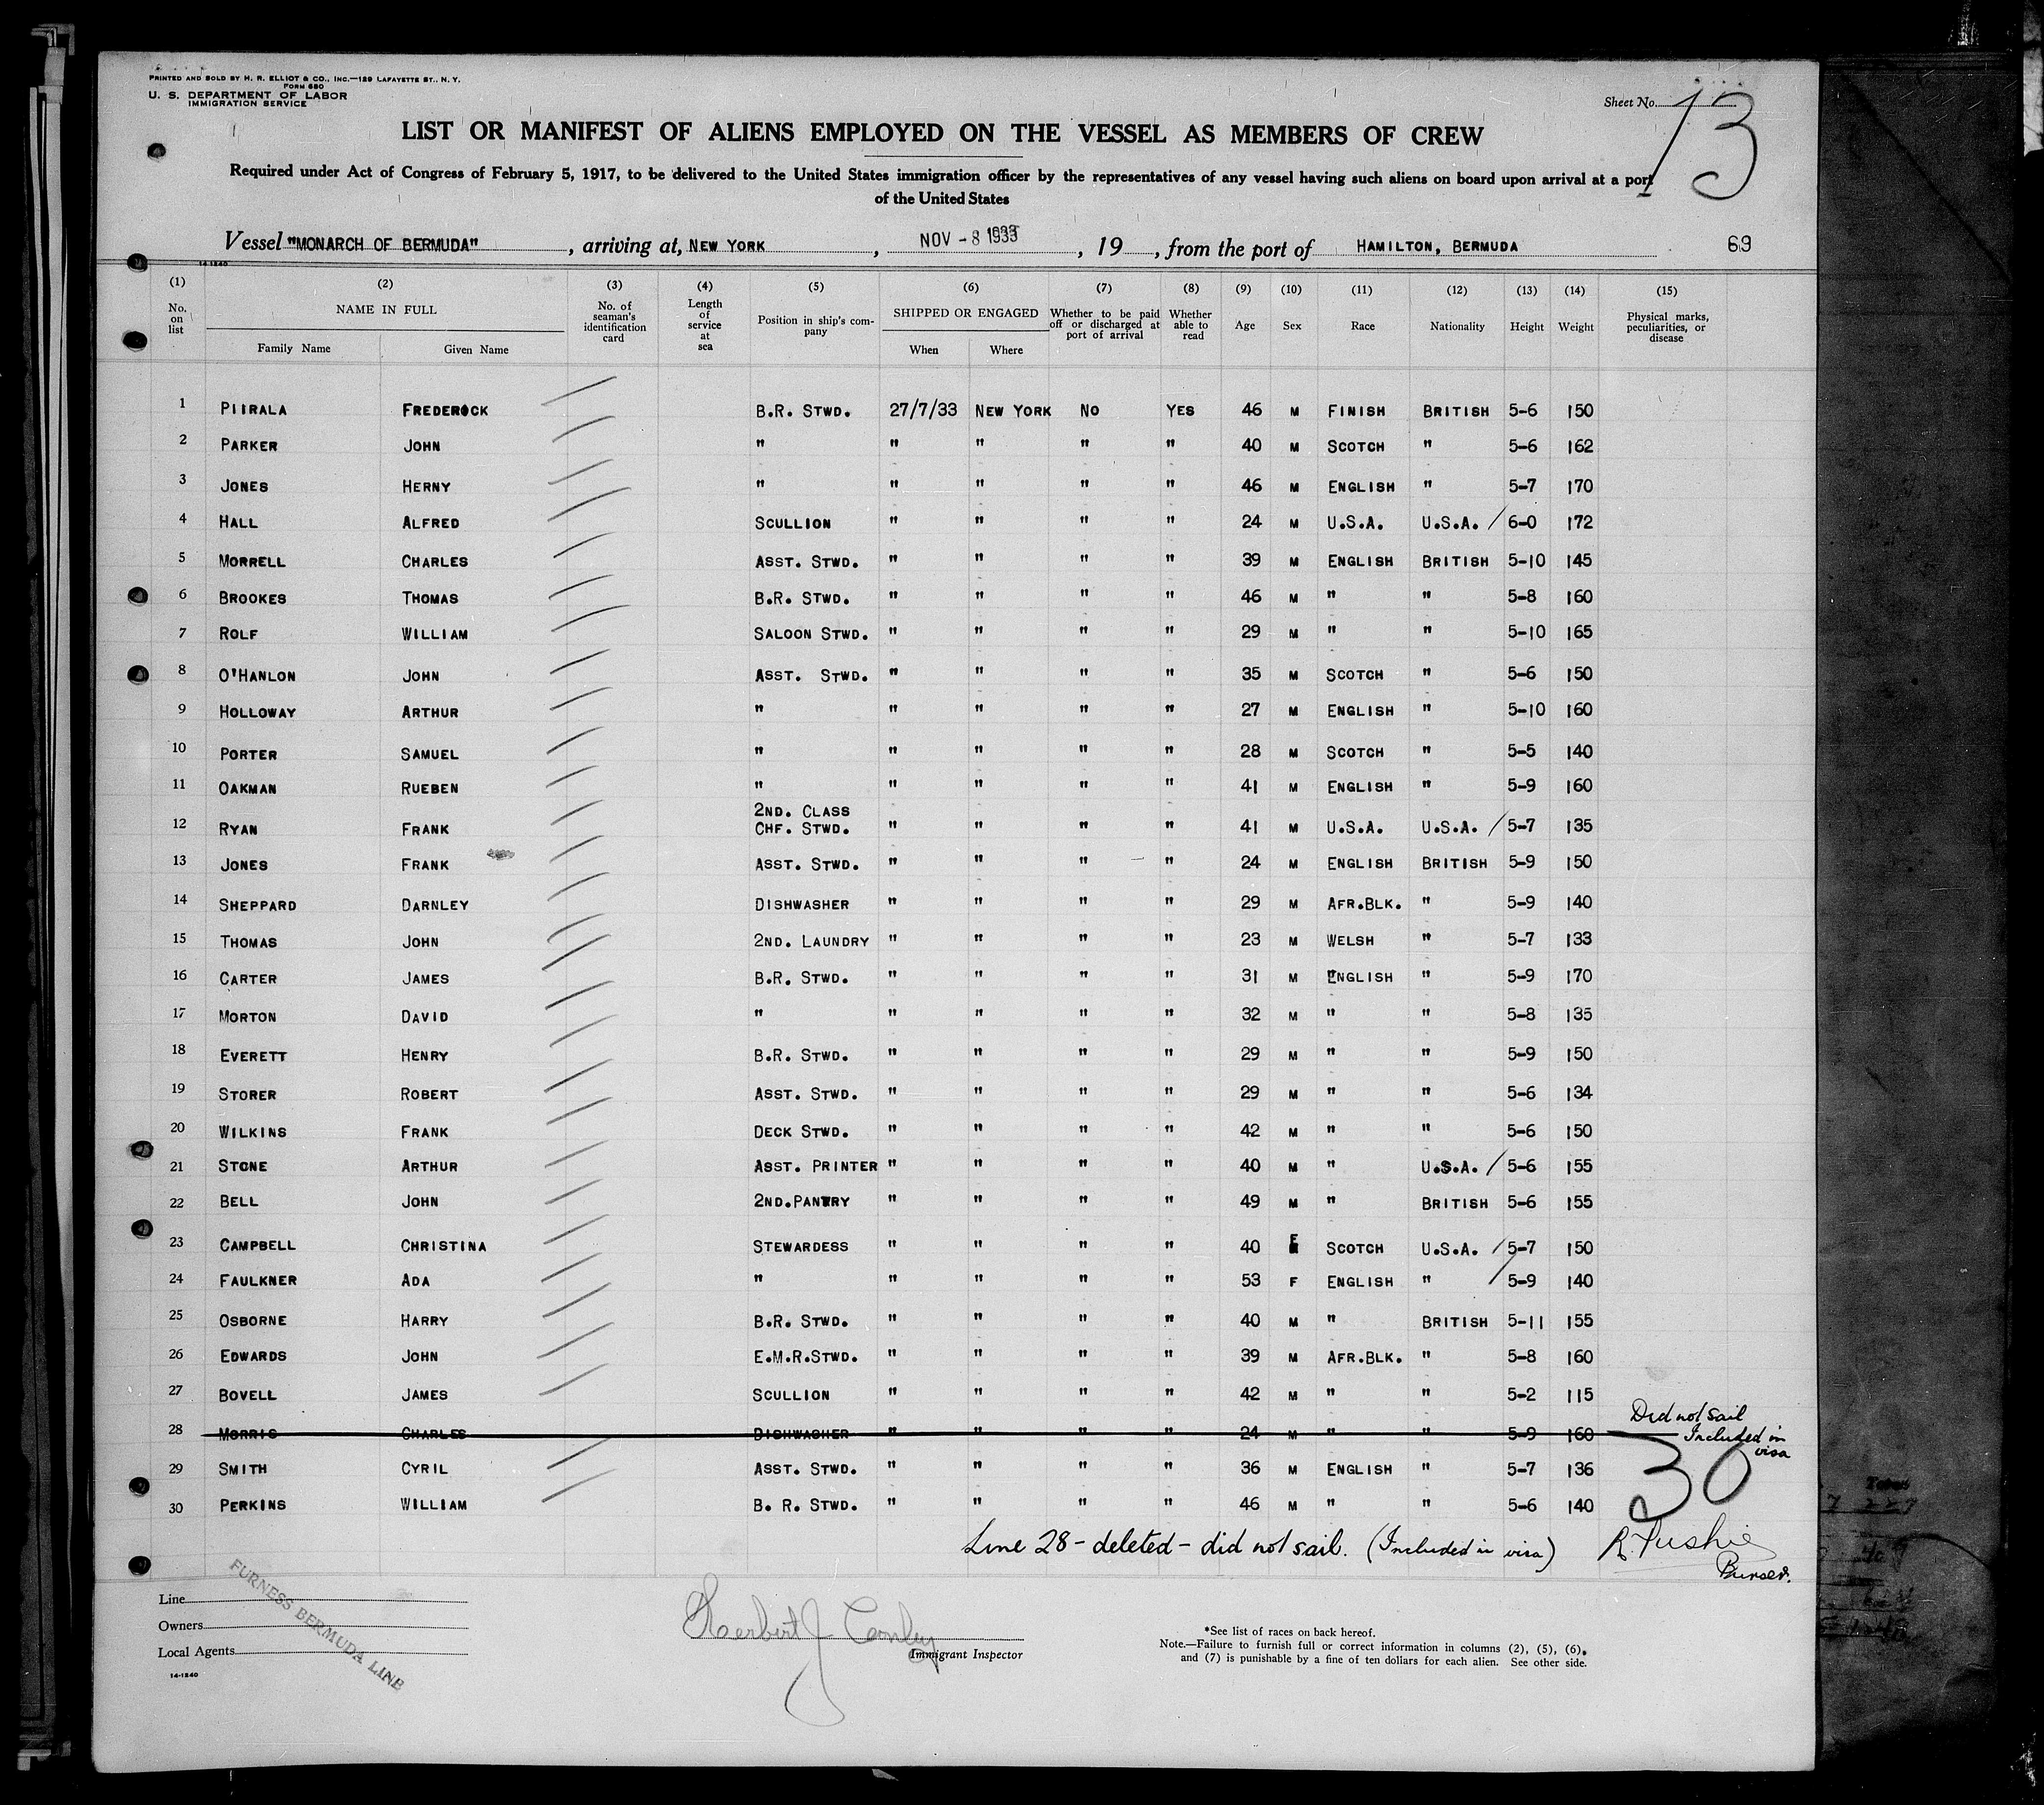 PRINTED AND SOLD BY H. R. ELLIOT & CO., INC.—129 LAFAYETTE ST., N. Y.
FORM 680
U. S. DEPARTMENT OF LABOR
IMMIGRATION SERVICE
Sheet No. 13
LIST OR MANIFEST OF ALIENS EMPLOYED ON THE VESSEL AS MEMBERS OF CREW
Required under Act of Congress of February 5, 1917, to be delivered to the United States immigration officer by the representatives of any vessel having such aliens on board upon arrival at a port
of the United States
Vessel "MONARCH OF BERMUDA", arriving at, NEW YORK, NOV - 8 1933, 19, from the port of HAMILTON, BERMUDA 69
14-1240
(1) (2) (3) (4) (5) (6) (7) (8) (9) (10) (11) (12) (13) (14) (15)
No. on list NAME IN FULL Family Name Given Name No. of seaman's identification card Length of service at sea Position in ship's company SHIPPED OR ENGAGED When Where Whether to be paid off or discharged at port of arrival Whether able to read Age Sex Race Nationality Height Weight Physical marks, peculiarities, or disease
1 PIIRALA FREDERICK B.R. STWD. 27/7/33 NEW YORK NO YES 46 M FINISH BRITISH 5-6 150
2 PARKER JOHN " " " " " 40 M SCOTCH " 5-6 162
3 JONES HERNY " " " " " 46 M ENGLISH " 5-7 170
4 HALL ALFRED SCULLION " " " " 24 M U.S.A. U.S.A. / 6-0 172
5 MORRELL CHARLES ASST. STWD. " " " " 39 M ENGLISH BRITISH 5-10 145
6 BROOKES THOMAS B.R. STWD. " " " " 46 M " " 5-8 160
7 ROLF WILLIAM SALOON STWD. " " " " 29 M " " 5-10 165
8 O'HANLON JOHN ASST. STWD. " " " " 35 M SCOTCH " 5-6 150
9 HOLLOWAY ARTHUR " " " " " 27 M ENGLISH " 5-10 160
10 PORTER SAMUEL " " " " " 28 M SCOTCH " 5-5 140
11 OAKMAN RUEBEN " " " " " 41 M ENGLISH " 5-9 160
12 RYAN FRANK 2ND. CLASS CHF. STWD. " " " " 41 M U.S.A. U.S.A. / 5-7 135
13 JONES FRANK ASST. STWD. " " " " 24 M ENGLISH BRITISH 5-9 150
14 SHEPPARD DARNLEY DISHWASHER " " " " 29 M AFR.BLK. " 5-9 140
15 THOMAS JOHN 2ND. LAUNDRY " " " " 23 M WELSH " 5-7 133
16 CARTER JAMES B.R. STWD. " " " " 31 M ENGLISH " 5-9 170
17 MORTON DAVID " " " " " 32 M " " 5-8 135
18 EVERETT HENRY B.R. STWD. " " " " 29 M " " 5-9 150
19 STORER ROBERT ASST. STWD. " " " " 29 M " " 5-6 134
20 WILKINS FRANK DECK STWD. " " " " 42 M " " 5-6 150
21 STONE ARTHUR ASST. PRINTER " " " " 40 M " U.S.A. / 5-6 155
22 BELL JOHN 2ND.PANTRY " " " " 49 M " BRITISH 5-6 155
23 CAMPBELL CHRISTINA STEWARDESS " " " " 40 F SCOTCH U.S.A. / 5-7 150
24 FAULKNER ADA " " " " " 53 F ENGLISH " / 5-9 140
25 OSBORNE HARRY B.R. STWD. " " " " 40 M " BRITISH 5-11 155
26 EDWARDS JOHN E.M.R.STWD. " " " " 39 M AFR.BLK. " 5-8 160
27 BOVELL JAMES SCULLION " " " " 42 M " " 5-2 115
28 MORRIS CHARLES DISHWASHER " " " " 24 M " " 5-9 160 Did not sail Included in visa
29 SMITH CYRIL ASST. STWD. " " " " 36 M ENGLISH " 5-7 136
30 PERKINS WILLIAM B. R. STWD. " " " " 46 M " " 5-6 140
30
Line 28 - deleted - did not sail. (Included in visa)
Purser.
Line
Owners
Local Agents
FURNESS BERMUDA LINE
14-1240
Herbert J.
Immigrant Inspector
*See list of races on back hereof.
Note.—Failure to furnish full or correct information in columns (2), (5), (6),
and (7) is punishable by a fine of ten dollars for each alien. See other side.